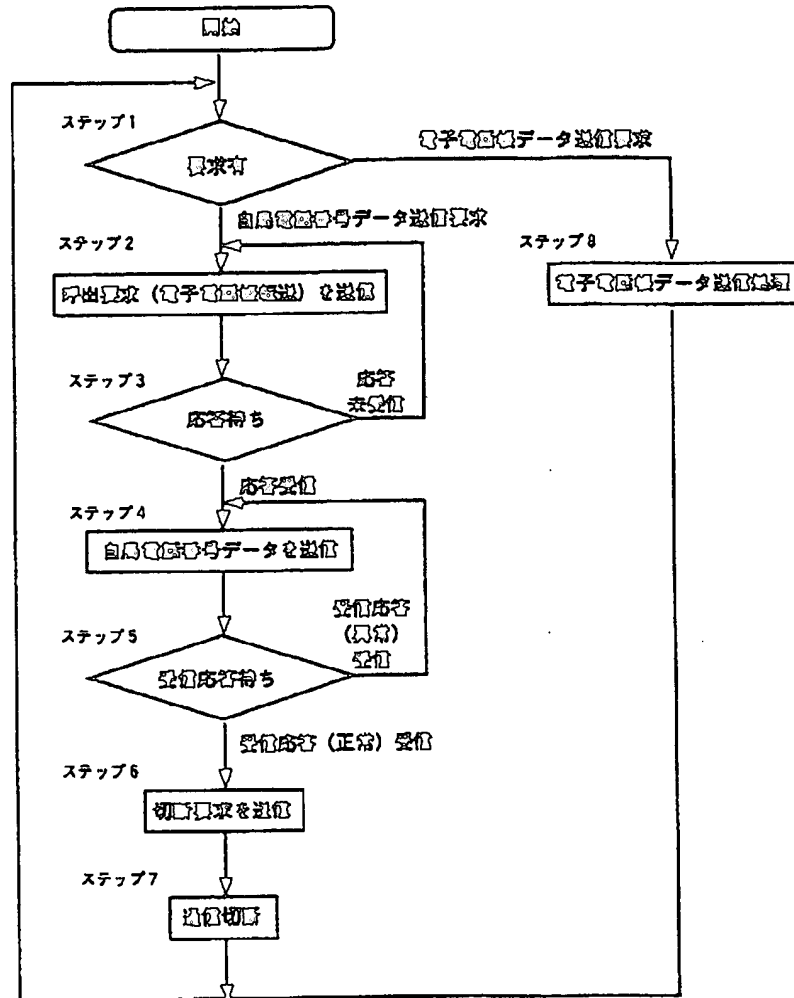 開始
ステップ1
要求有
電子電話帳データ送信要求
自局電話番号データ送信要求
ステップ2
ステップ8
呼出要求（電子電話帳転送）を送信
電子電話帳データ送信処理
ステップ3
応答
未受信
応答待ち
応答受信
ステップ4
自局電話番号データを送信
受信応答
（異常）
受信
ステップ5
受信応答待ち
受信応答（正常）受信
ステップ6
切断要求を送信
ステップ7
通信切断